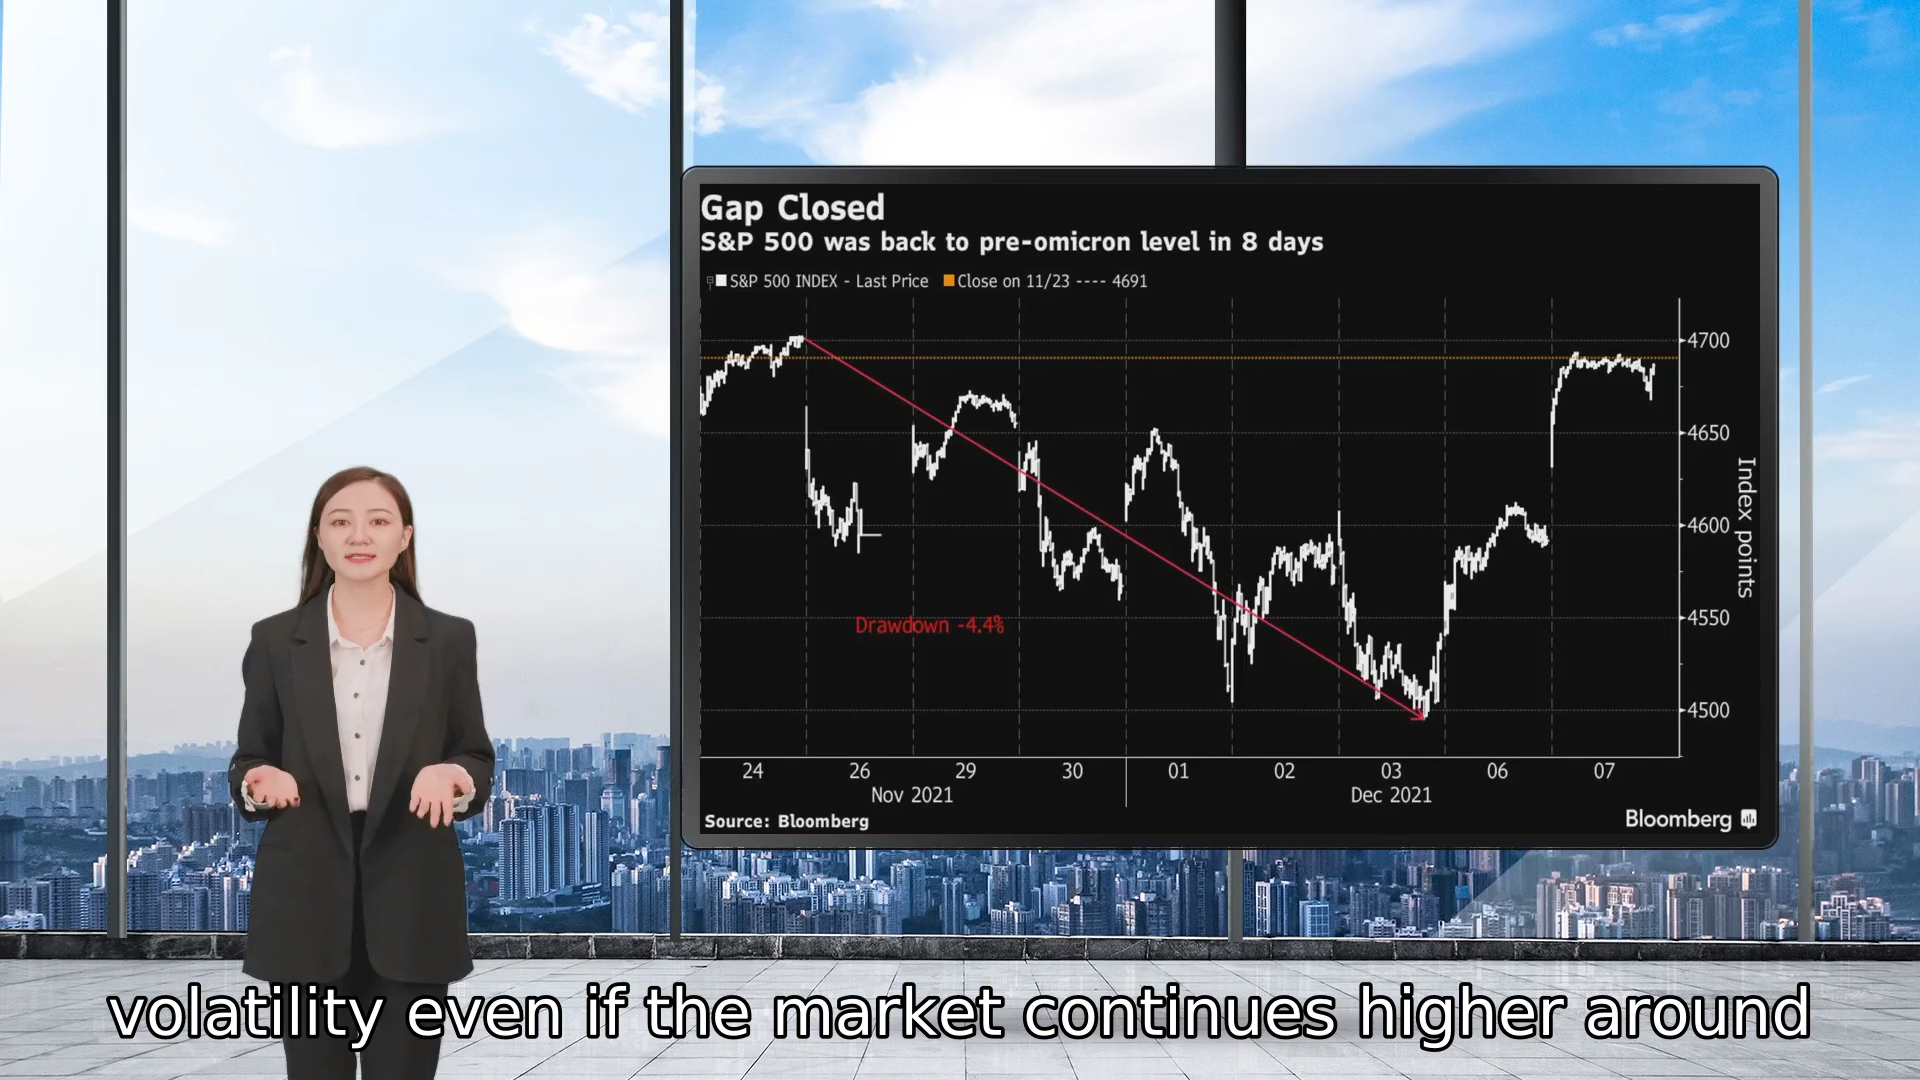 Gap Closed
S&P 500 was back to pre-omicron level in 8 days
S&P 500 INDEX - Last Price Close on 11/23 ---- 4691
4700
4650
4600
4550
4500
Index points
Drawdown -4.4%
24 26 29 30 01 02 03 06 07
Nov 2021 Dec 2021
Source: Bloomberg Bloomberg
volatility even if the market continues higher around